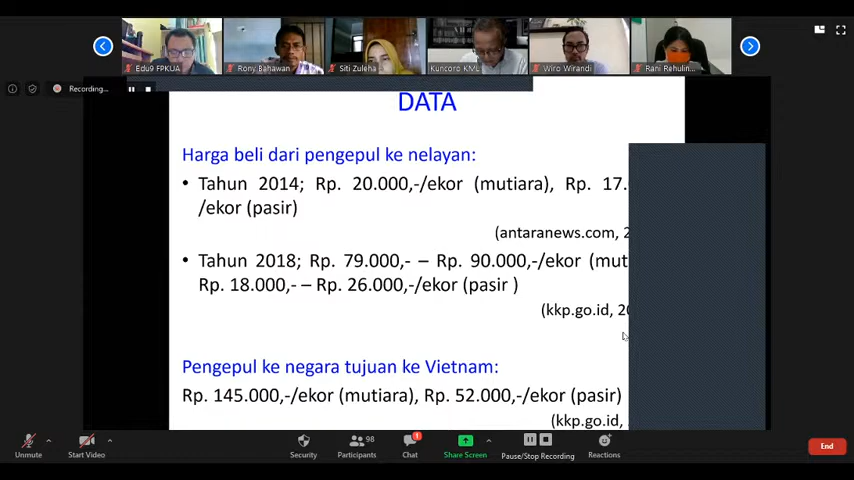 Edu9 FPKUA
Rony Bahawan
Siti Zuleha
Kuncoro KML
Wiro Wirandi
Rani Rehulin...
Recording...
DATA
Harga beli dari pengepul ke nelayan:
• Tahun 2014; Rp. 20.000,-/ekor (mutiara), Rp. 17.
/ekor (pasir)
(antaranews.com, 2
• Tahun 2018; Rp. 79.000,- – Rp. 90.000,-/ekor (mut
Rp. 18.000,- – Rp. 26.000,-/ekor (pasir )
(kkp.go.id, 20
Pengepul ke negara tujuan ke Vietnam:
Rp. 145.000,-/ekor (mutiara), Rp. 52.000,-/ekor (pasir)
(kkp.go.id,
Unmute
Start Video
Security
98
Participants
1
Chat
Share Screen
Pause/Stop Recording
Reactions
End